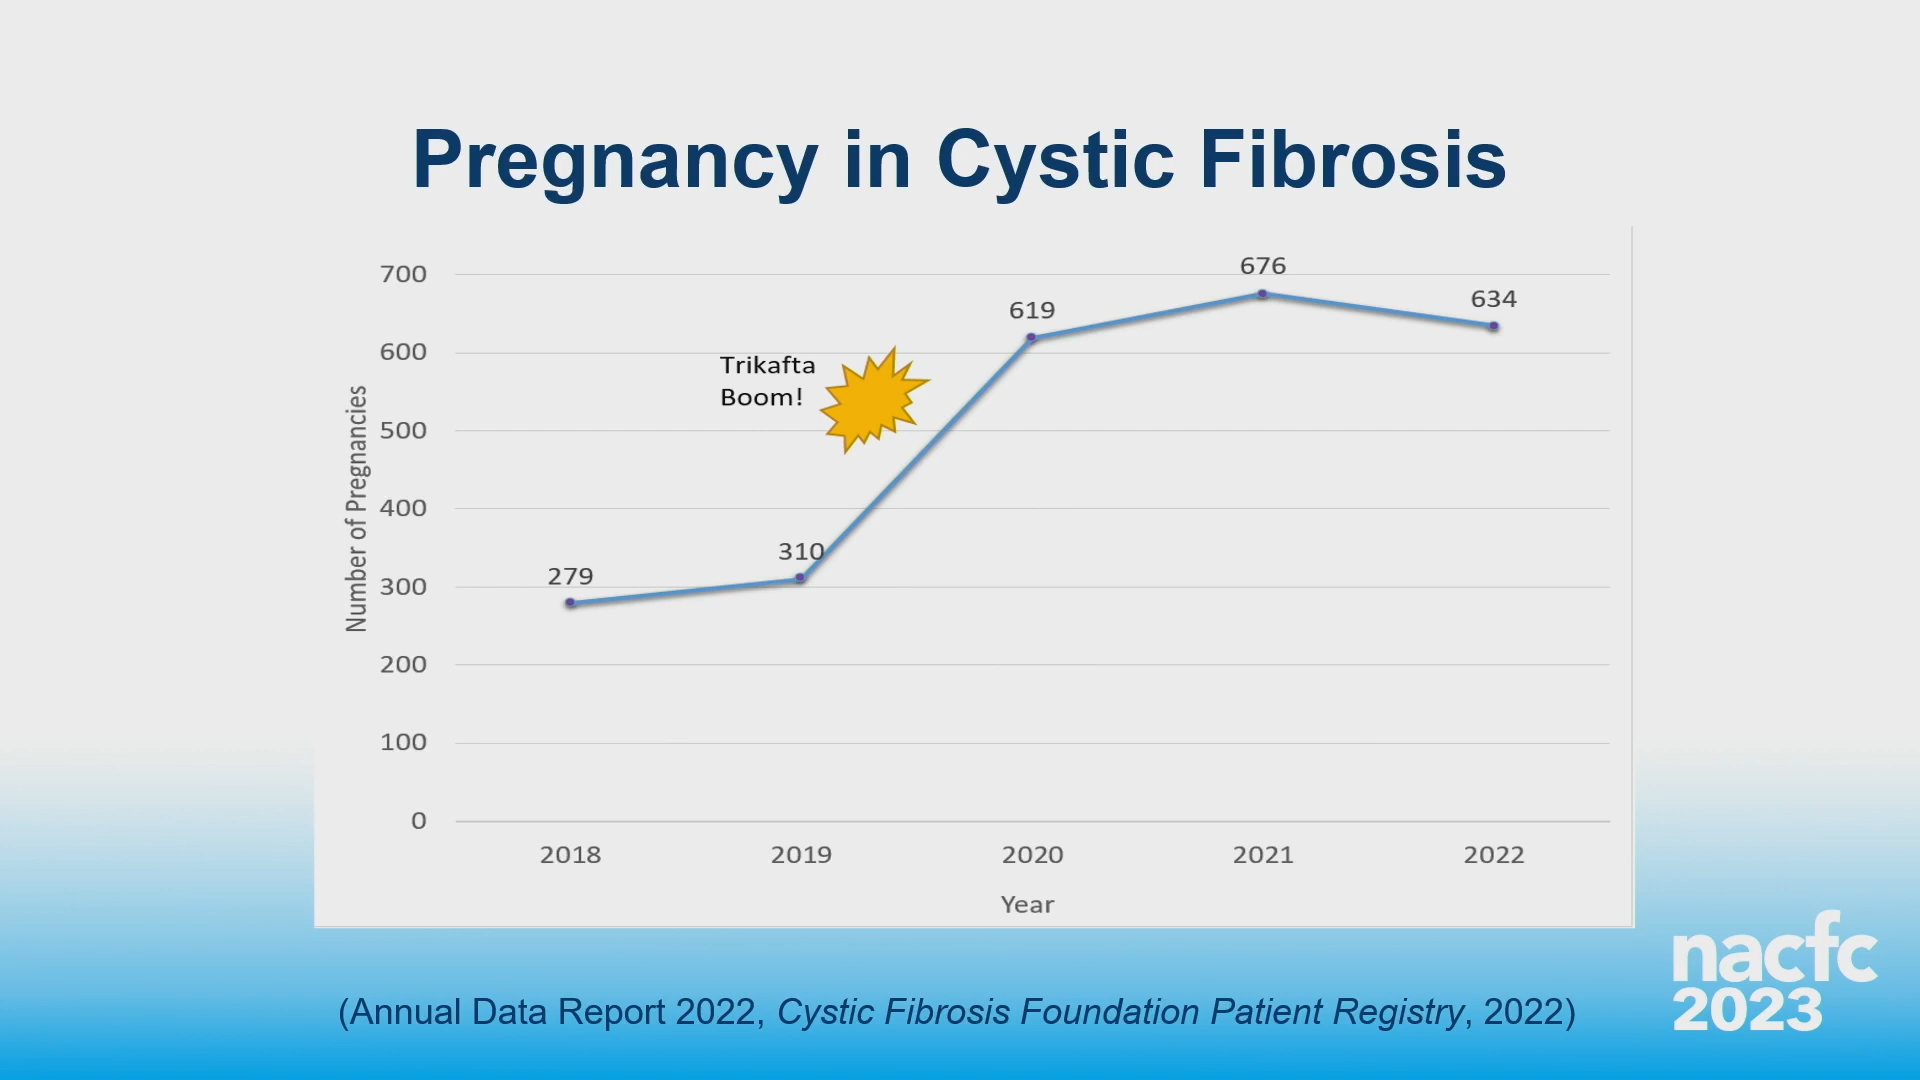 Pregnancy in Cystic Fibrosis
700
600
500
400
300
200
100
0
Number of Pregnancies
279
310
619
676
634
Trikafta
Boom!
2018
2019
2020
2021
2022
Year
(Annual Data Report 2022, Cystic Fibrosis Foundation Patient Registry, 2022)
nacfc
2023